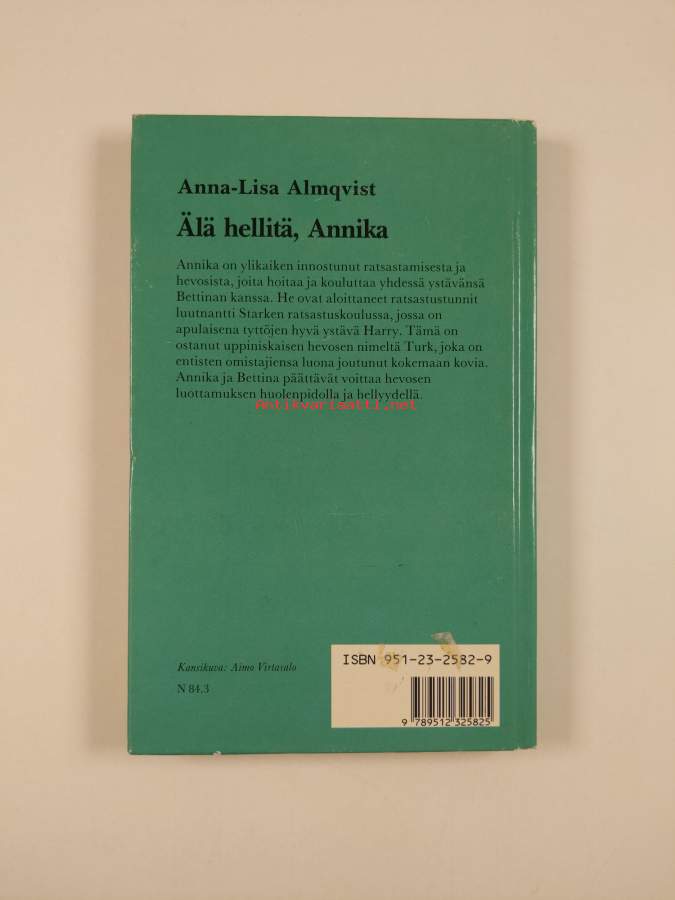 Anna-Lisa Almqvist
Älä hellitä, Annika
Annika on ylikaiken innostunut ratsastamisesta ja
hevosista, joita hoitaa ja kouluttaa yhdessä ystävänsä
Bettinan kanssa. He ovat aloittaneet ratsastustunnit
luutnantti Starken ratsastuskoulussa, jossa on
apulaisena tyttöjen hyvä ystävä Harry. Tämä on
ostanut uppiniskaisen hevosen nimeltä Turk, joka on
entisten omistajiensa luona joutunut kokemaan kovia.
Annika ja Bettina päättävät voittaa hevosen
luottamuksen huolenpidolla ja hellyydellä.
Antikvariaatti.net
ISBN 951-23-2582-9
Kansikuva: Aimo Virtasalo
N 84.3
9 789512 325825